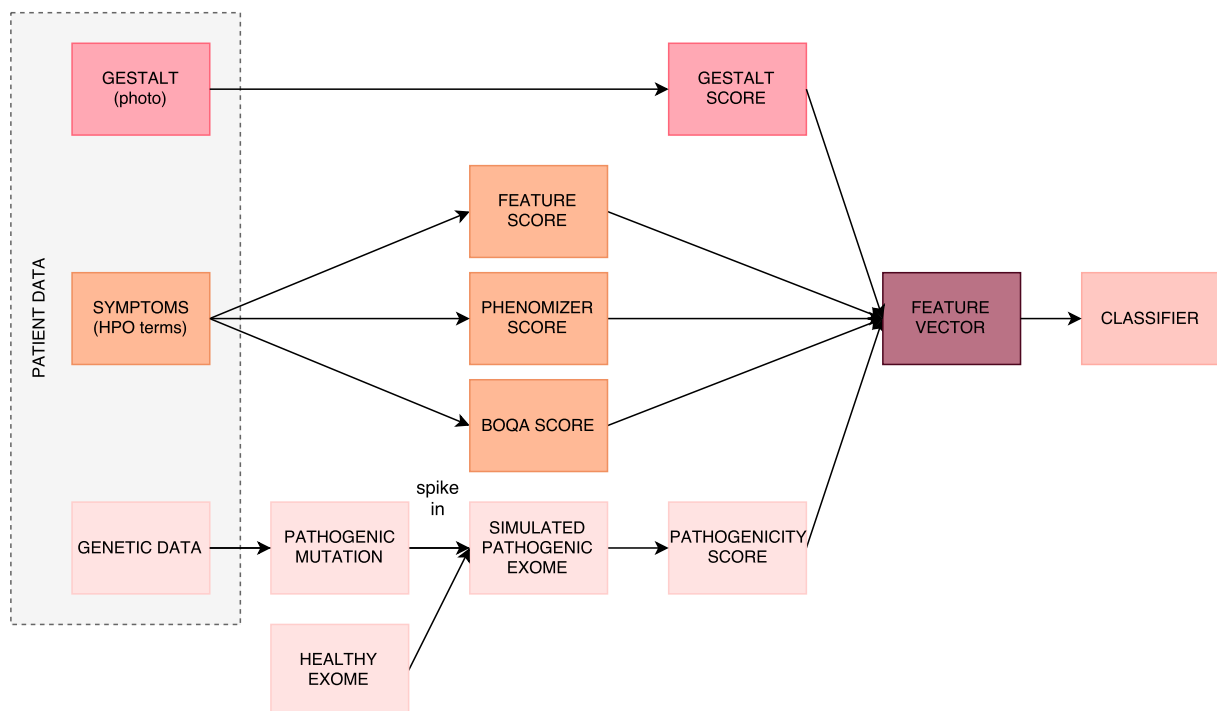 GESTALT
(photo)
GESTALT
SCORE
FEATURE
SCORE
PATIENT DATA
SYMPTOMS
(HPO terms)
PHENOMIZER
SCORE
FEATURE
VECTOR
CLASSIFIER
BOQA SCORE
spike
in
GENETIC DATA
PATHOGENIC
MUTATION
SIMULATED
PATHOGENIC
EXOME
PATHOGENICITY
SCORE
HEALTHY
EXOME